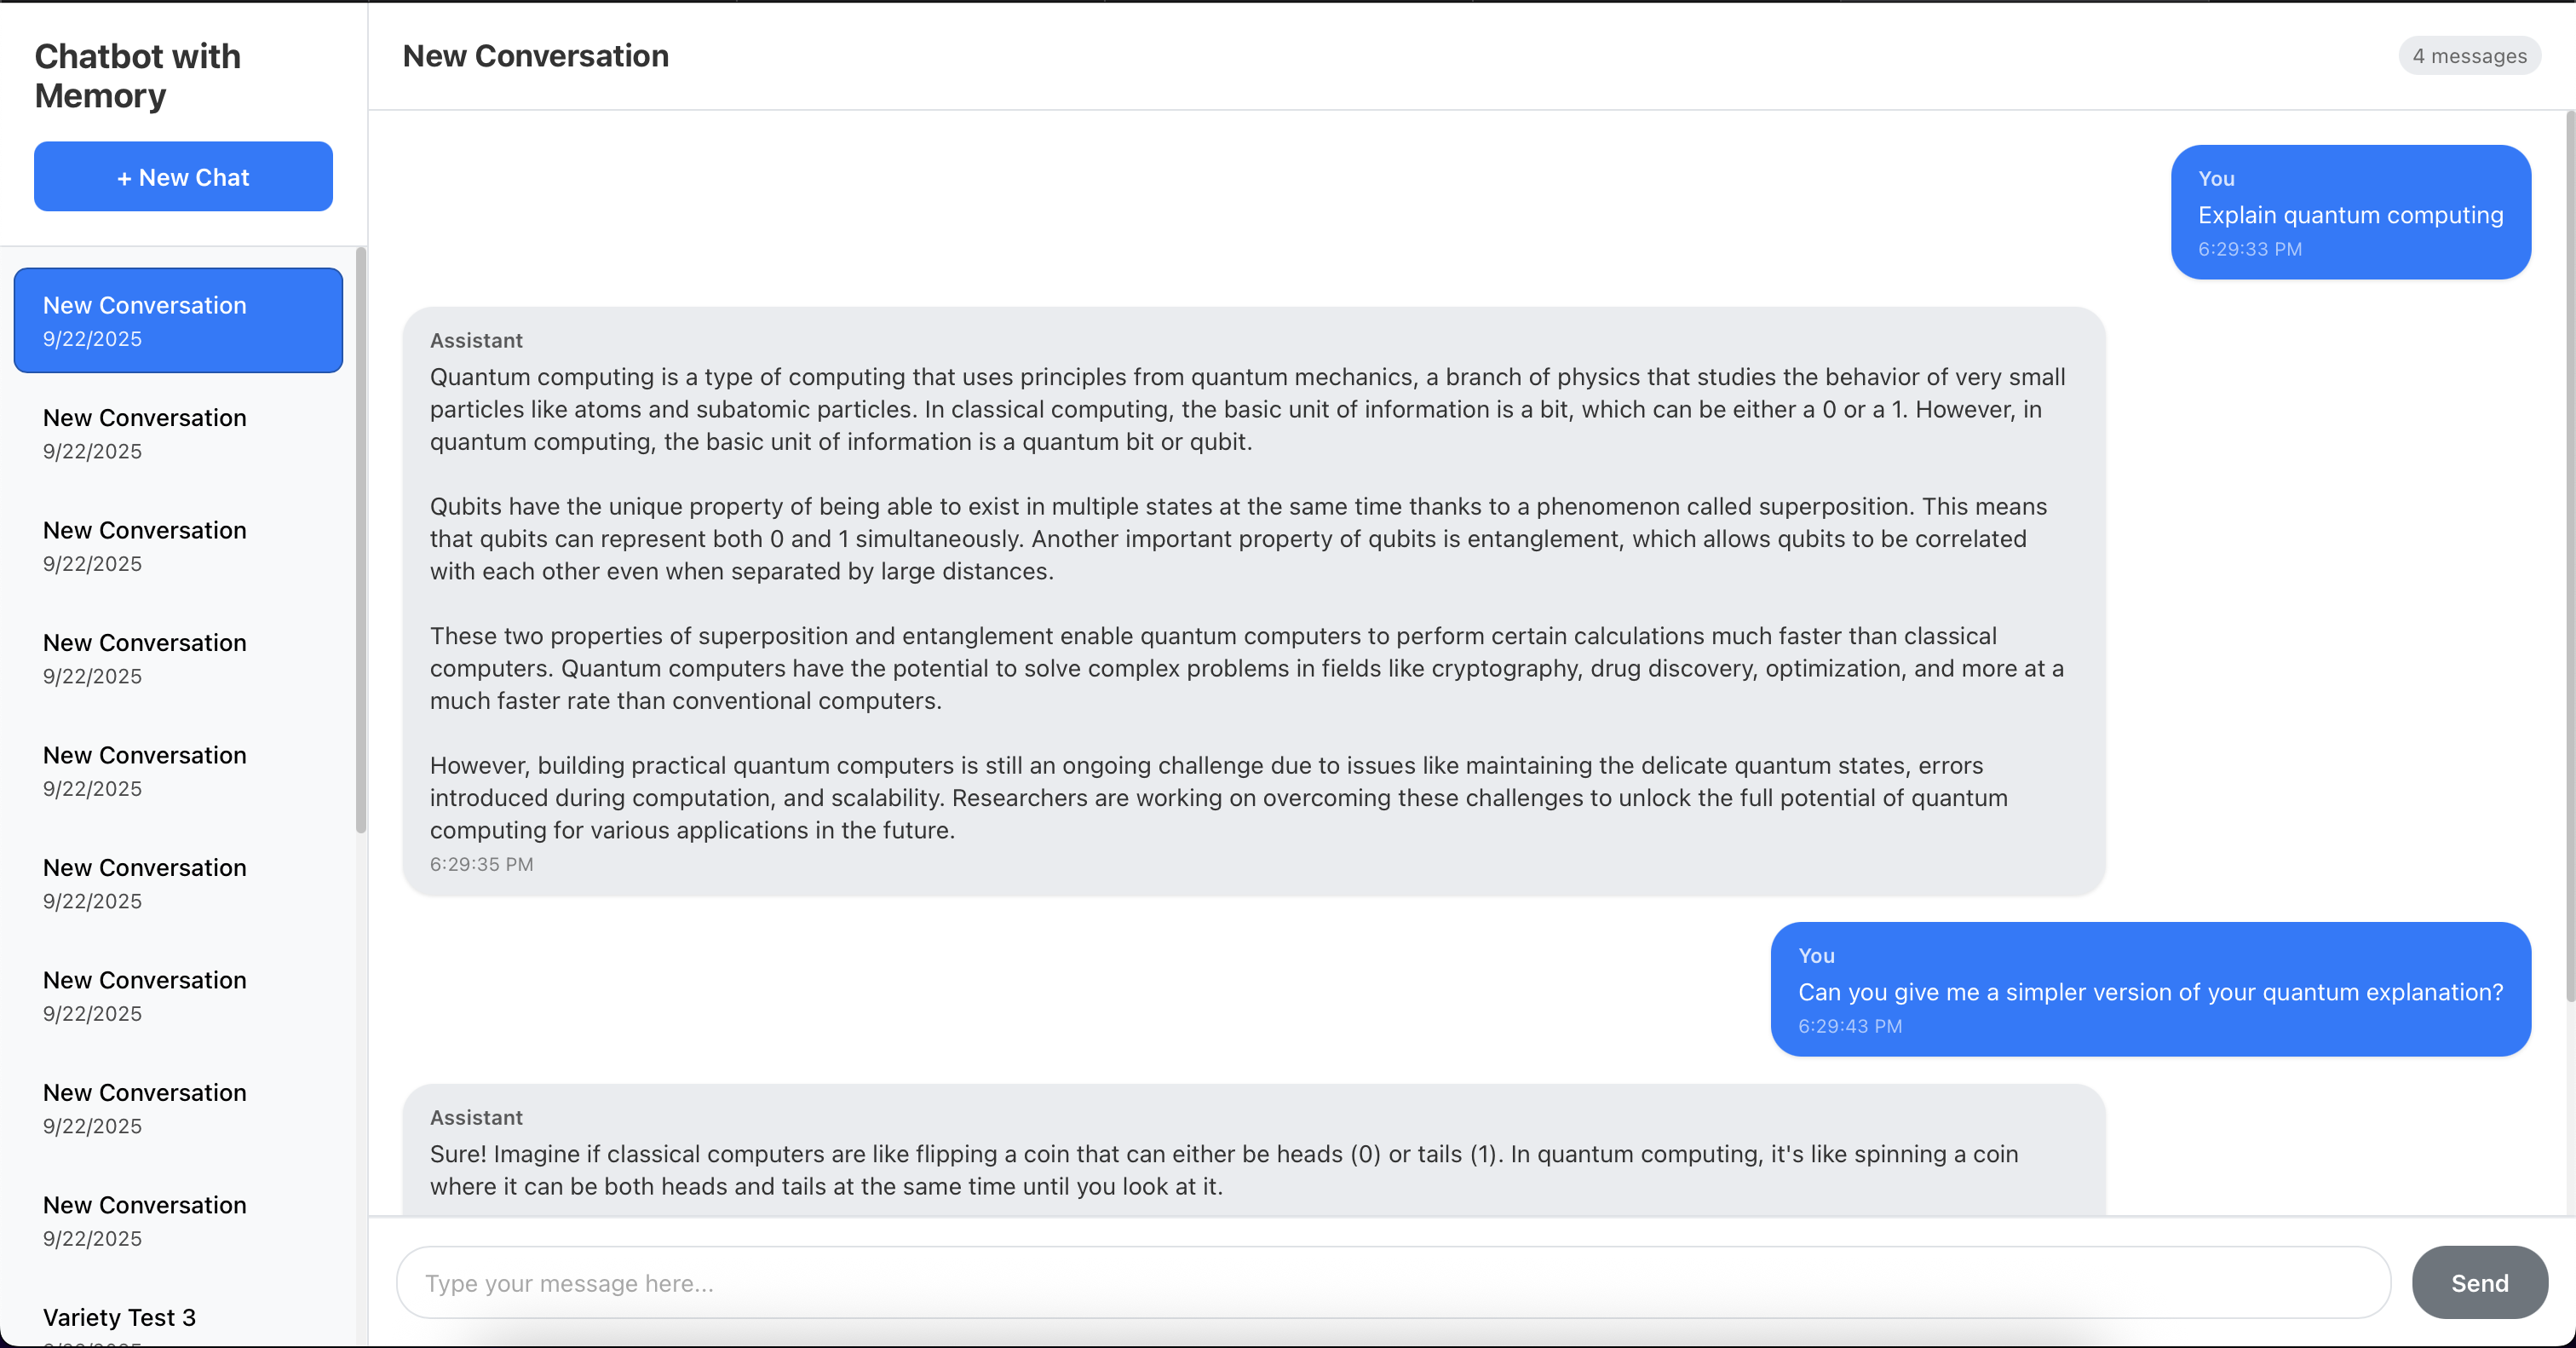 Chatbot with
Memory
+ New Chat
New Conversation
9/22/2025
New Conversation
9/22/2025
New Conversation
9/22/2025
New Conversation
9/22/2025
New Conversation
9/22/2025
New Conversation
9/22/2025
New Conversation
9/22/2025
New Conversation
9/22/2025
New Conversation
9/22/2025
Variety Test 3
New Conversation
4 messages
You
Explain quantum computing
6:29:33 PM
Assistant
Quantum computing is a type of computing that uses principles from quantum mechanics, a branch of physics that studies the behavior of very small
particles like atoms and subatomic particles. In classical computing, the basic unit of information is a bit, which can be either a 0 or a 1. However, in
quantum computing, the basic unit of information is a quantum bit or qubit.
Qubits have the unique property of being able to exist in multiple states at the same time thanks to a phenomenon called superposition. This means
that qubits can represent both 0 and 1 simultaneously. Another important property of qubits is entanglement, which allows qubits to be correlated
with each other even when separated by large distances.
These two properties of superposition and entanglement enable quantum computers to perform certain calculations much faster than classical
computers. Quantum computers have the potential to solve complex problems in fields like cryptography, drug discovery, optimization, and more at a
much faster rate than conventional computers.
However, building practical quantum computers is still an ongoing challenge due to issues like maintaining the delicate quantum states, errors
introduced during computation, and scalability. Researchers are working on overcoming these challenges to unlock the full potential of quantum
computing for various applications in the future.
6:29:35 PM
You
Can you give me a simpler version of your quantum explanation?
6:29:43 PM
Assistant
Sure! Imagine if classical computers are like flipping a coin that can either be heads (0) or tails (1). In quantum computing, it's like spinning a coin
where it can be both heads and tails at the same time until you look at it.
Type your message here...
Send